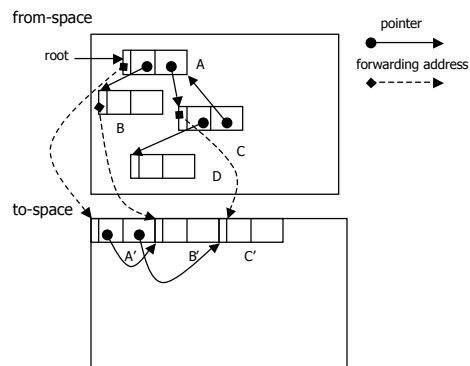 from-space
pointer
root
A
forwarding address
B
C
D
to-space
A'
B'
C'